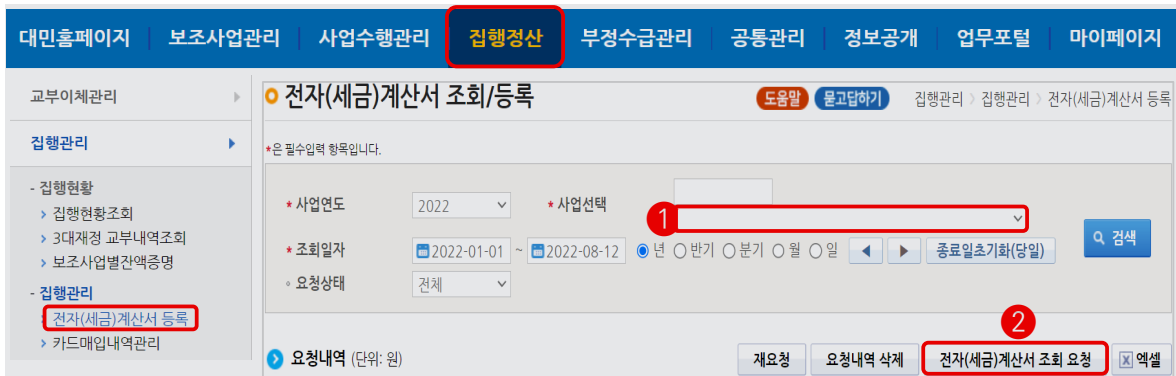 대민홈페이지 보조사업관리 사업수행관리 집행정산 부정수급관리 공통관리 정보공개 업무포털 마이페이지
교부이체관리
집행관리
- 집행현황
> 집행현황조회
> 3대재정 교부내역조회
> 보조사업별잔액증명
- 집행관리
> 전자(세금)계산서 등록
> 카드매입내역관리
전자(세금)계산서 조회/등록 도움말 묻고답하기 집행관리 > 집행관리 > 전자(세금)계산서 등록
*은 필수입력 항목입니다.
* 사업연도 2022 * 사업선택
1
* 조회일자 2022-01-01 ~ 2022-08-12 년 반기 분기 월 일 ◀ ▶ 종료일초기화(당일) 검색
요청상태 전체
2
요청내역 (단위: 원) 재요청 요청내역 삭제 전자(세금)계산서 조회 요청 X 엑셀